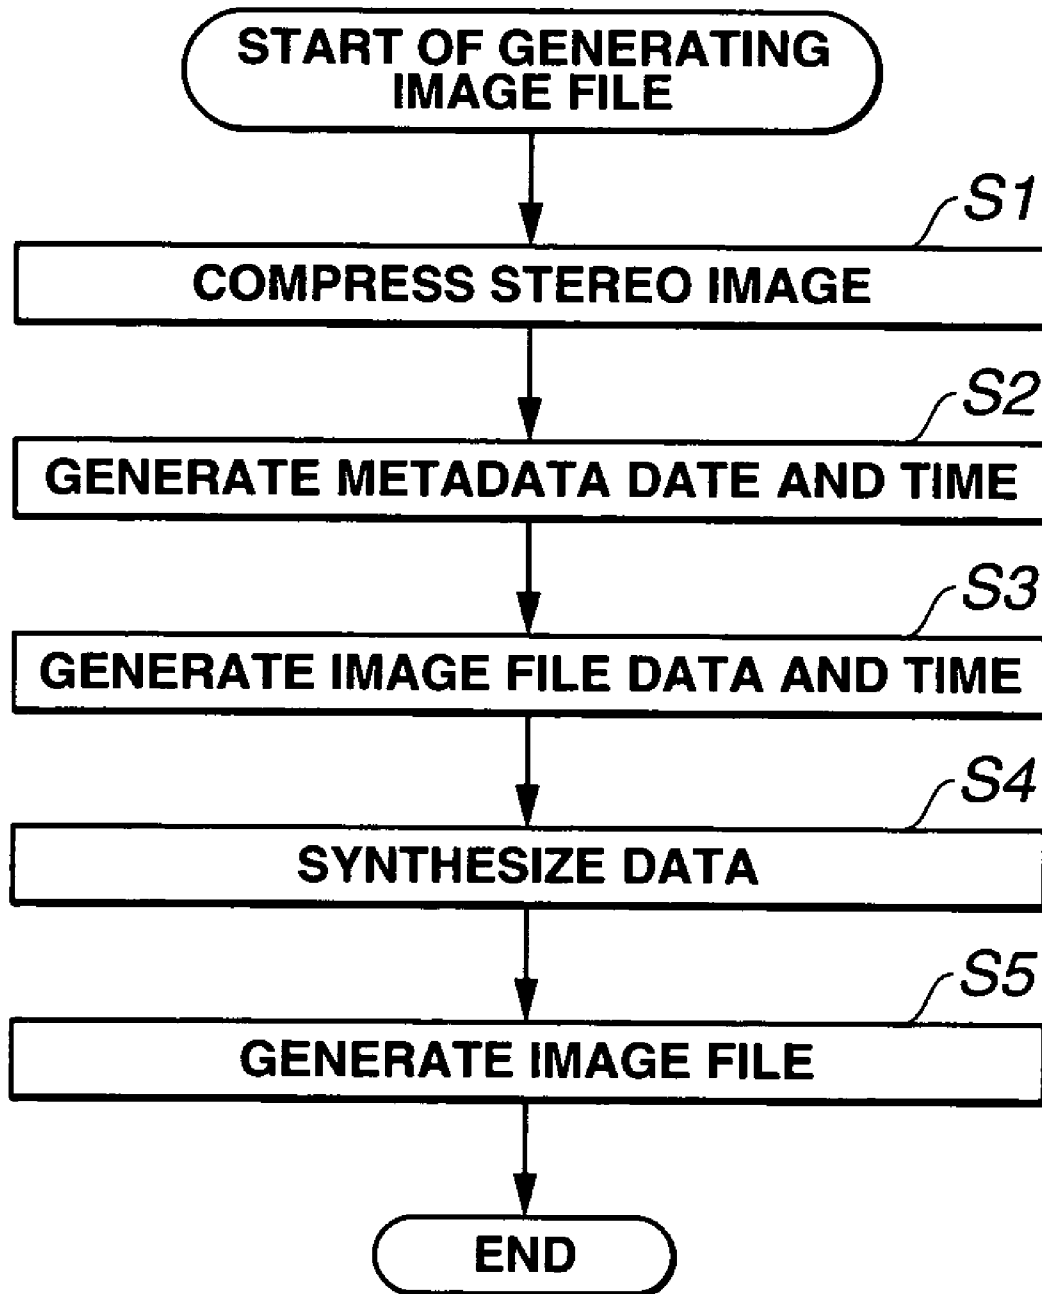 START OF GENERATING
IMAGE FILE
S1
COMPRESS STEREO IMAGE
S2
GENERATE METADATA DATE AND TIME
S3
GENERATE IMAGE FILE DATA AND TIME
S4
SYNTHESIZE DATA
S5
GENERATE IMAGE FILE
END